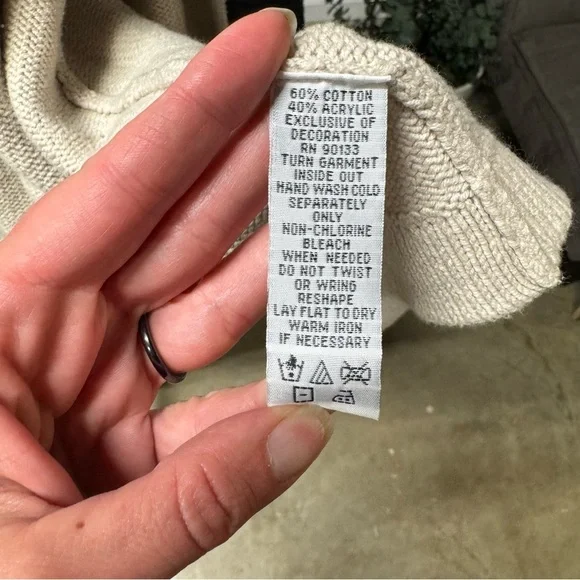 60% COTTON
40% ACRYLIC
EXCLUSIVE OF
DECORATION
RN 90133
TURN GARMENT
INSIDE OUT
HAND WASH COLD
SEPARATELY
ONLY
NON-CHLORINE
BLEACH
WHEN NEEDED
DO NOT TWIST
OR WRING
RESHAPE
LAY FLAT TO DRY
WARM IRON
IF NECESSARY